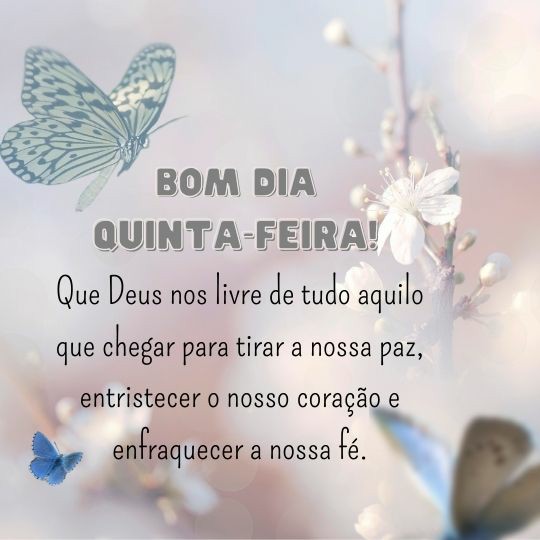 BOM DIA
QUINTA-FEIRA!
Que Deus nos livre de tudo aquilo
que chegar para tirar a nossa paz,
entristecer o nosso coração e
enfraquecer a nossa fé.